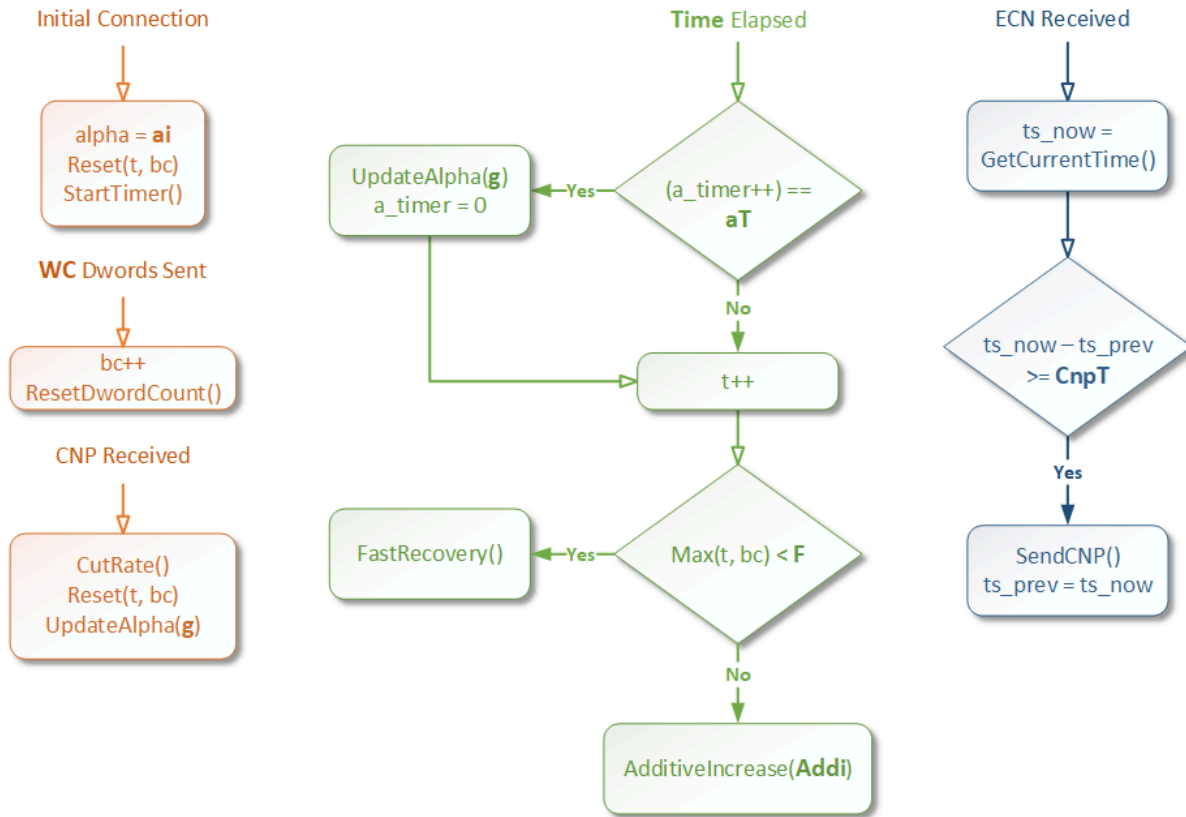 Initial Connection
alpha = ai
Reset(t, bc)
StartTimer()
WC Dwords Sent
bc++
ResetDwordCount()
CNP Received
CutRate()
Reset(t, bc)
UpdateAlpha(g)
Time Elapsed
(a_timer++) ==
aT
Yes
UpdateAlpha(g)
a_timer = 0
No
t++
Max(t, bc) < F
Yes
FastRecovery()
No
AdditiveIncrease(Addi)
ECN Received
ts_now =
GetCurrentTime()
ts_now – ts_prev
>= CnpT
Yes
SendCNP()
ts_prev = ts_now